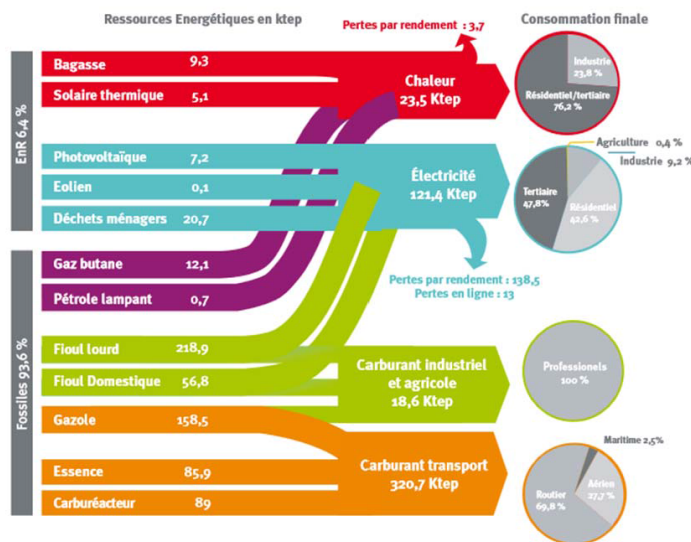 Ressources Energétiques en ktep
Pertes par rendement : 3,7
Consommation finale
EnR 6,4 %
Bagasse 9,3
Solaire thermique 5,1
Chaleur
23,5 Ktep
Industrie
23,8 %
Résidentiel/tertiaire
76,2 %
Photovoltaïque 7,2
Eolien 0,1
Déchets ménagers 20,7
Électricité
121,4 Ktep
Agriculture 0,4 %
Industrie 9,2 %
Tertiaire
47,8%
Résidentiel
42,6 %
Pertes par rendement : 138,5
Pertes en ligne : 13
Fossiles 93,6 %
Gaz butane 12,1
Pétrole lampant 0,7
Fioul lourd 218,9
Fioul Domestique 56,8
Carburant industriel
et agricole
18,6 Ktep
Professionels
100 %
Gazole 158,5
Essence 85,9
Carburéacteur 89
Carburant transport
320,7 Ktep
Maritime 2,5%
Aérien
27,7 %
Routier
69,8 %